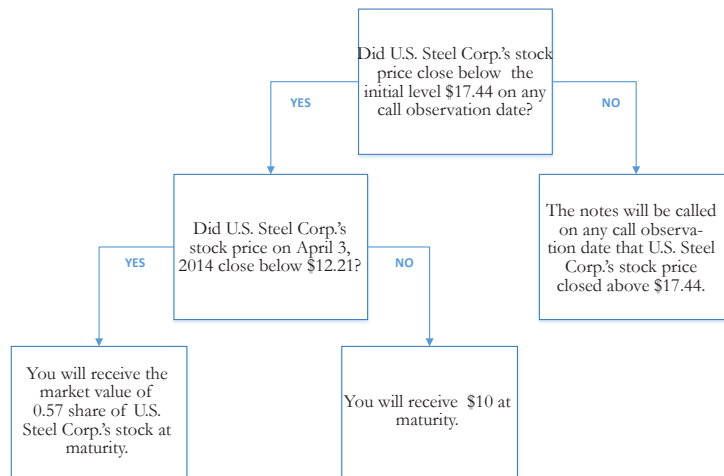 Did U.S. Steel Corp.'s stock
price close below the
initial level $17.44 on any
call observation date?
YES
NO
Did U.S. Steel Corp.'s
stock price on April 3,
2014 close below $12.21?
The notes will be called
on any call observa-
tion date that U.S. Steel
Corp.'s stock price
closed above $17.44.
YES
NO
You will receive the
market value of
0.57 share of U.S.
Steel Corp.'s stock at
maturity.
You will receive $10 at
maturity.